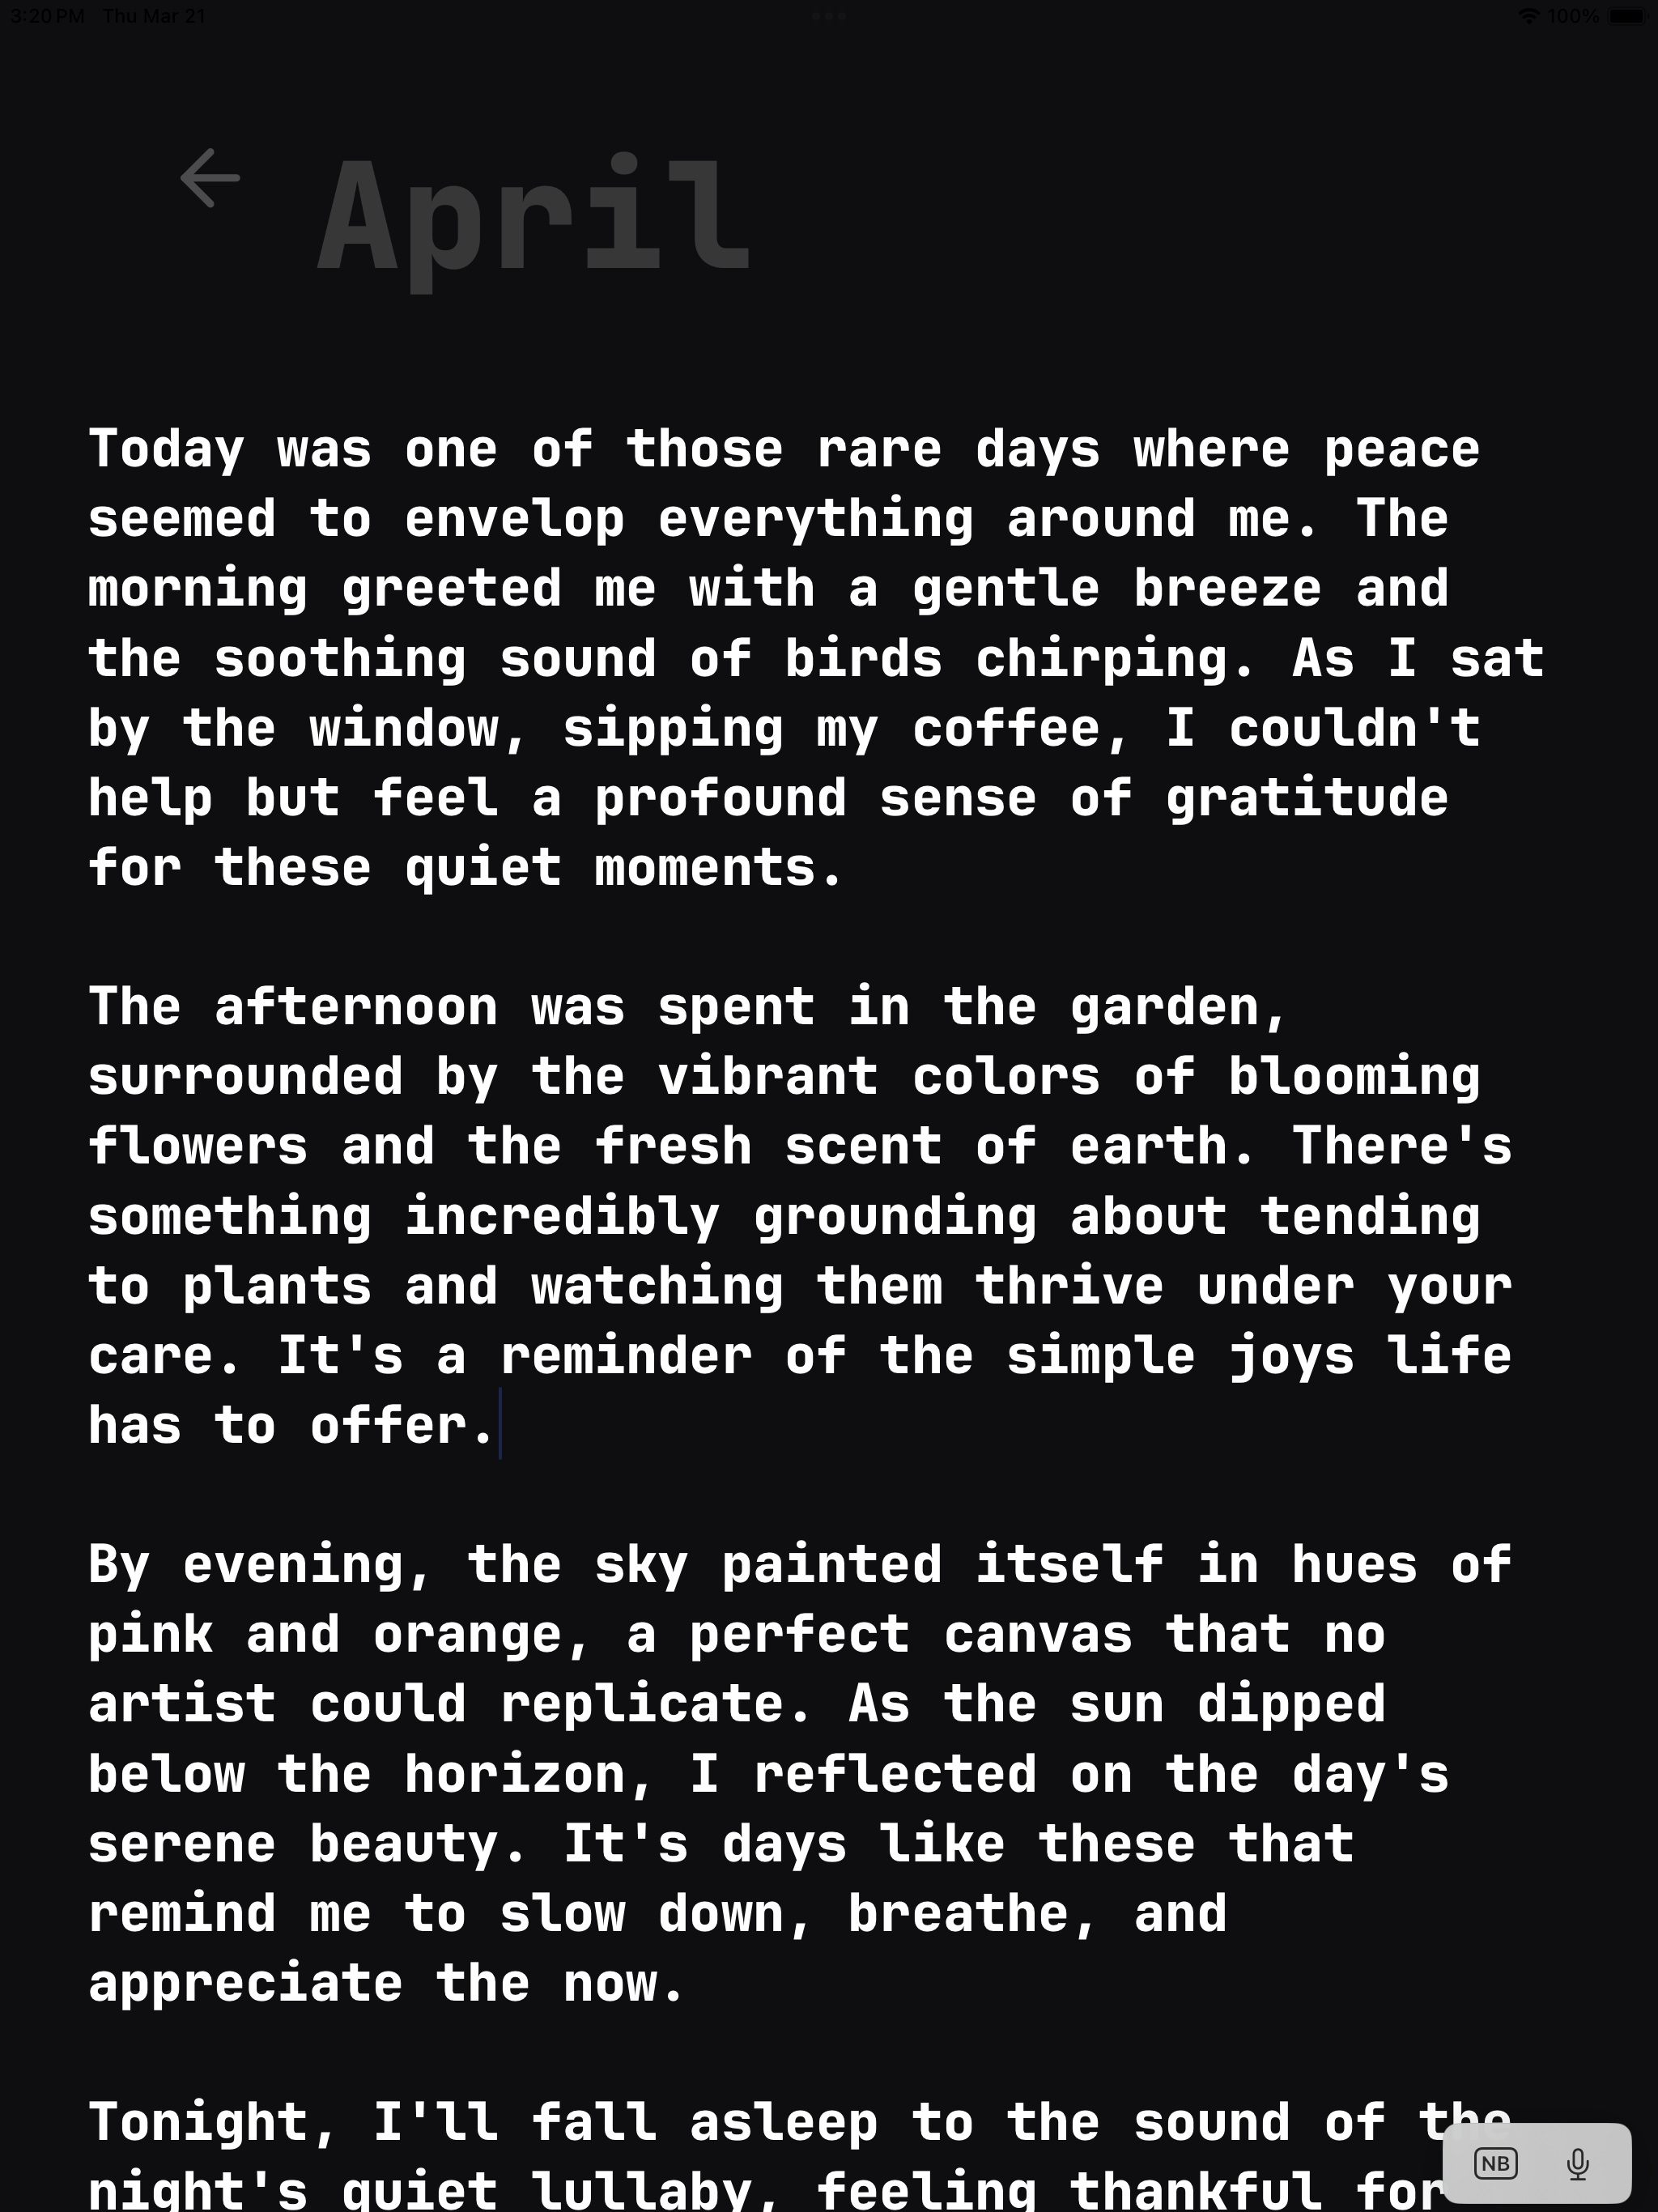 3:20 PM Thu Mar 21
100%
April
Today was one of those rare days where peace
seemed to envelop everything around me. The
morning greeted me with a gentle breeze and
the soothing sound of birds chirping. As I sat
by the window, sipping my coffee, I couldn't
help but feel a profound sense of gratitude
for these quiet moments.
The afternoon was spent in the garden,
surrounded by the vibrant colors of blooming
flowers and the fresh scent of earth. There's
something incredibly grounding about tending
to plants and watching them thrive under your
care. It's a reminder of the simple joys life
has to offer.
By evening, the sky painted itself in hues of
pink and orange, a perfect canvas that no
artist could replicate. As the sun dipped
below the horizon, I reflected on the day's
serene beauty. It's days like these that
remind me to slow down, breathe, and
appreciate the now.
Tonight, I'll fall asleep to the sound of the
night's quiet lullaby, feeling thankful for
NB